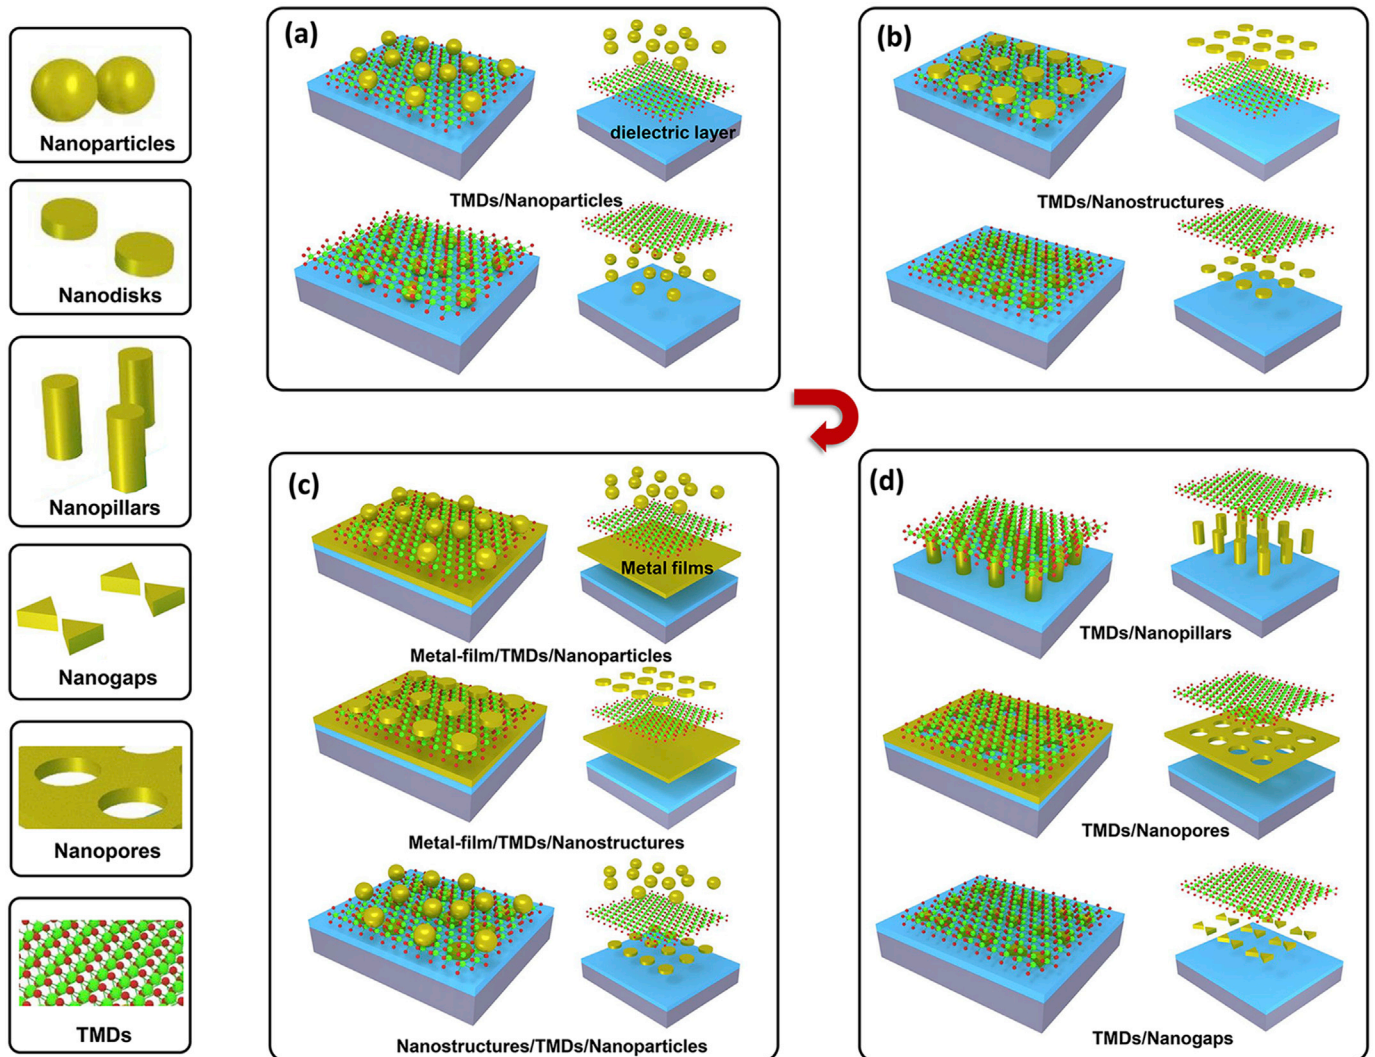 Nanoparticles
Nanodisks
Nanopillars
Nanogaps
Nanopores
TMDs
(a)
dielectric layer
TMDs/Nanoparticles
(b)
TMDs/Nanostructures
(c)
Metal films
Metal-film/TMDs/Nanoparticles
Metal-film/TMDs/Nanostructures
Nanostructures/TMDs/Nanoparticles
(d)
TMDs/Nanopillars
TMDs/Nanopores
TMDs/Nanogaps